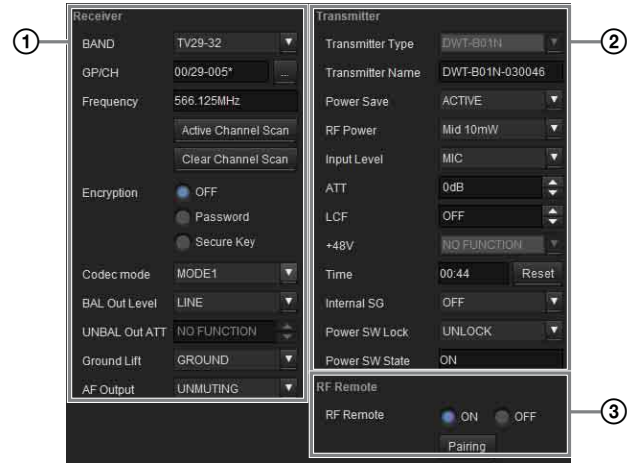 Receiver
BAND TV29-32
GP/CH 00/29-005* ...
Frequency 566.125MHz
Active Channel Scan
Clear Channel Scan
Encryption OFF
Password
Secure Key
Codec mode MODE1
BAL Out Level LINE
UNBAL Out ATT NO FUNCTION
Ground Lift GROUND
AF Output UNMUTING
1
Transmitter
Transmitter Type DWT-B01N
Transmitter Name DWT-B01N-030046
Power Save ACTIVE
RF Power Mid 10mW
Input Level MIC
ATT 0dB
LCF OFF
+48V NO FUNCTION
Time 00:44 Reset
Internal SG OFF
Power SW Lock UNLOCK
Power SW State ON
2
RF Remote
RF Remote ON OFF
Pairing
3